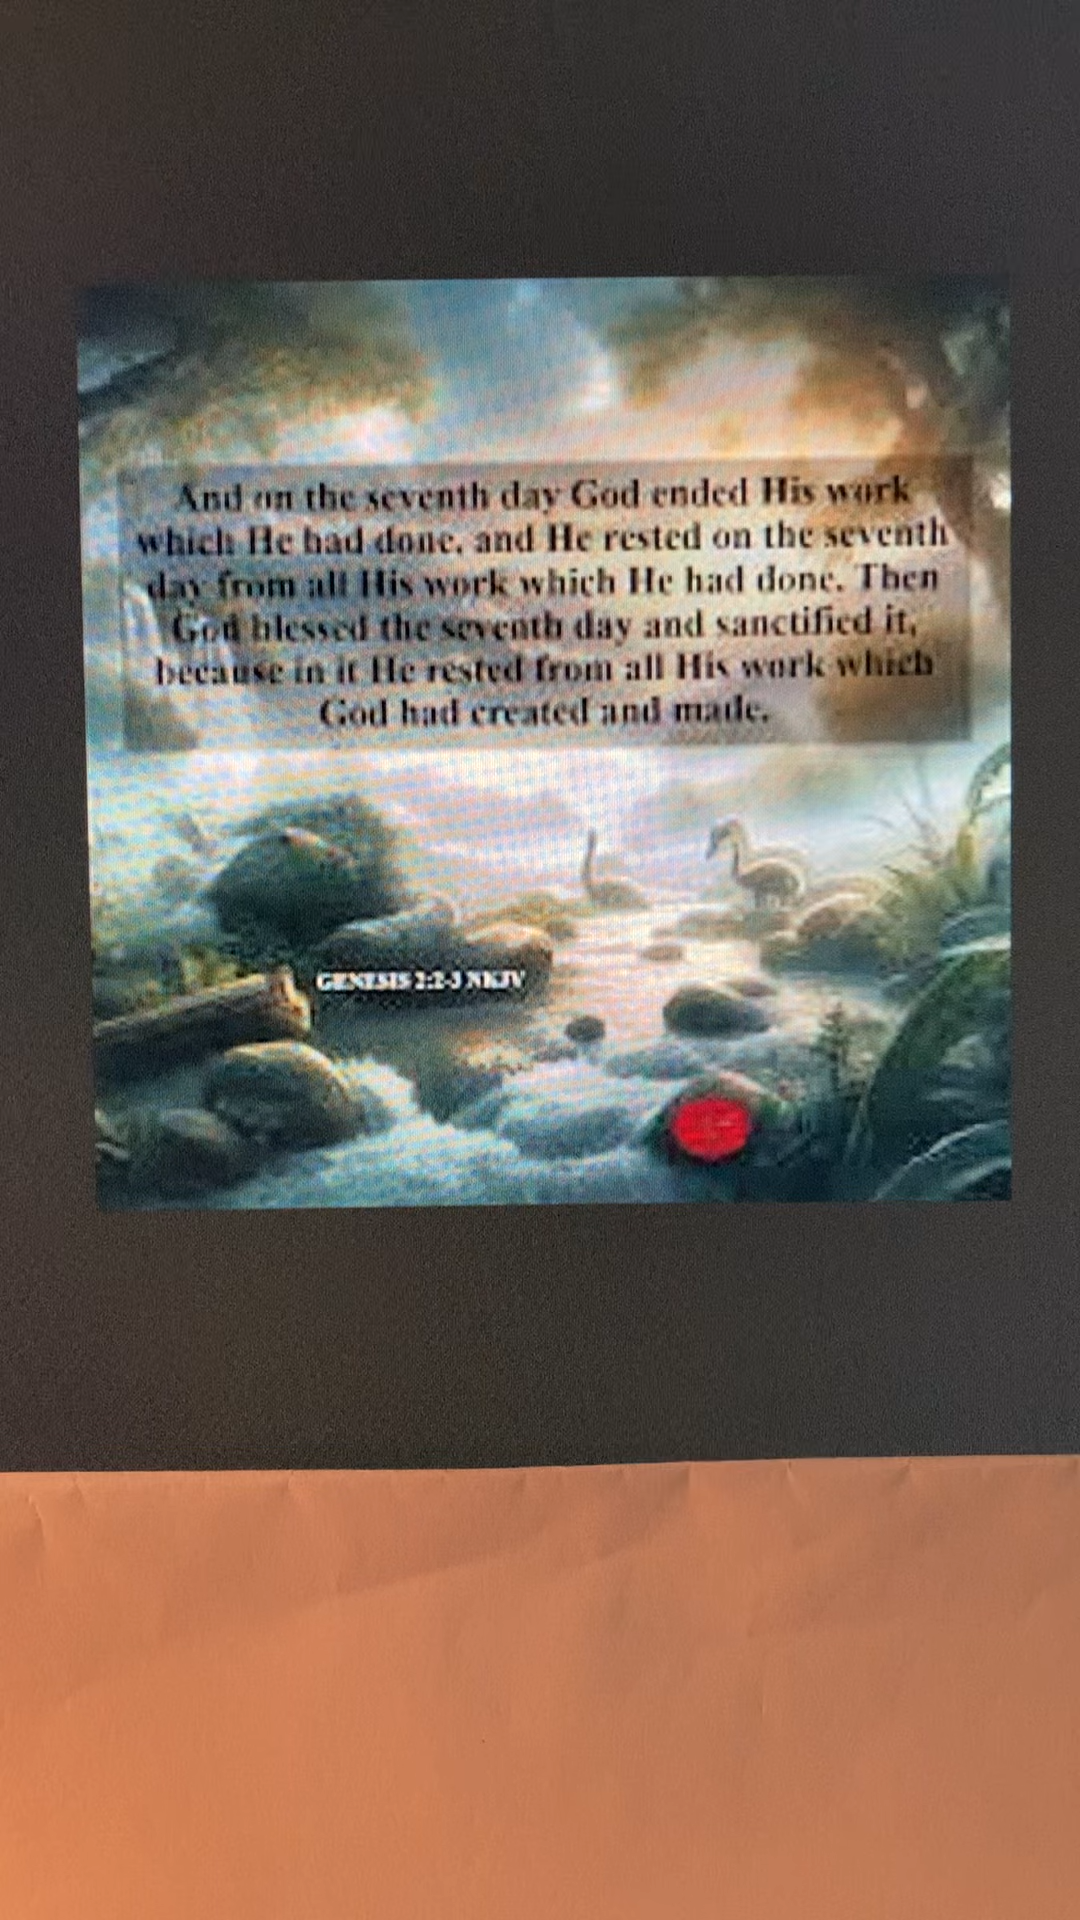 And on the seventh day God ended His work
which He had done, and He rested on the seventh
day from all His work which He had done. Then
God blessed the seventh day and sanctified it,
because in it He rested from all His work which
God had created and made.
GENESIS 2:2-3 NKJV